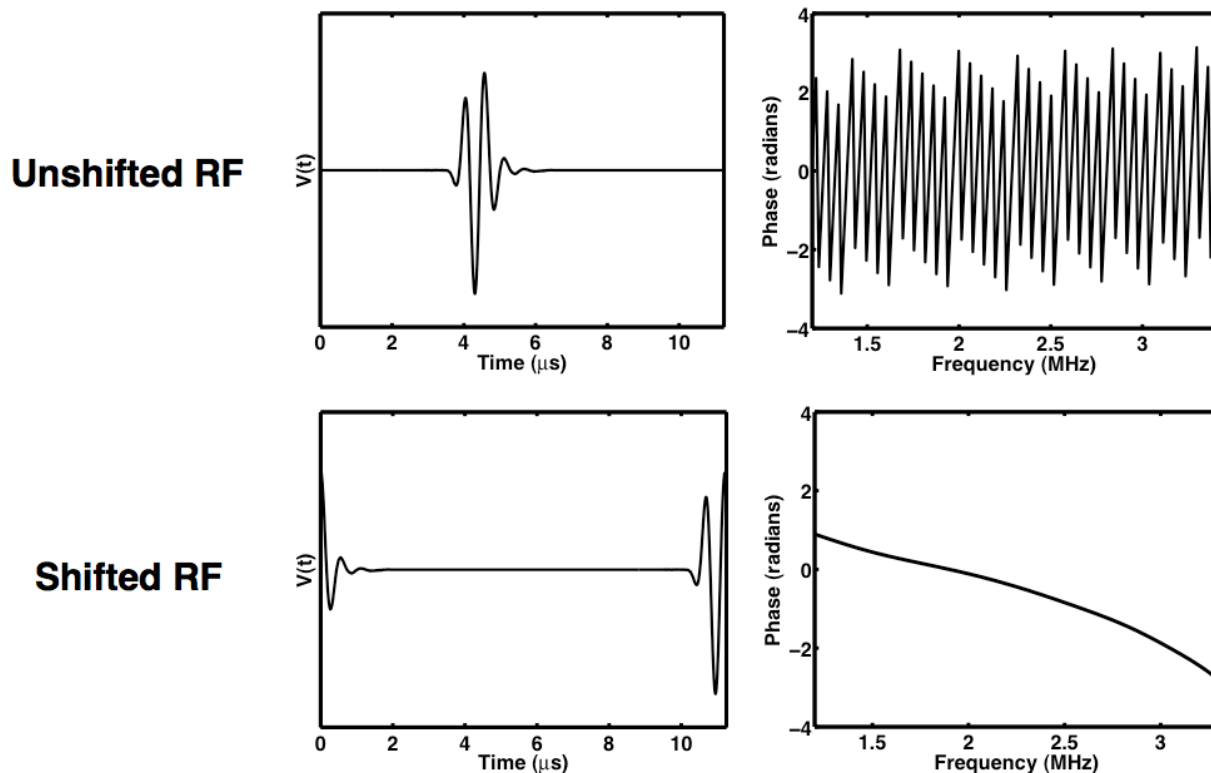 Unshifted RF
V(t)
0 2 4 6 8 10
Time (μs)
Phase (radians)
4
2
0
−2
−4
1.5 2 2.5 3
Frequency (MHz)
Shifted RF
V(t)
0 2 4 6 8 10
Time (μs)
Phase (radians)
4
2
0
−2
−4
1.5 2 2.5 3
Frequency (MHz)